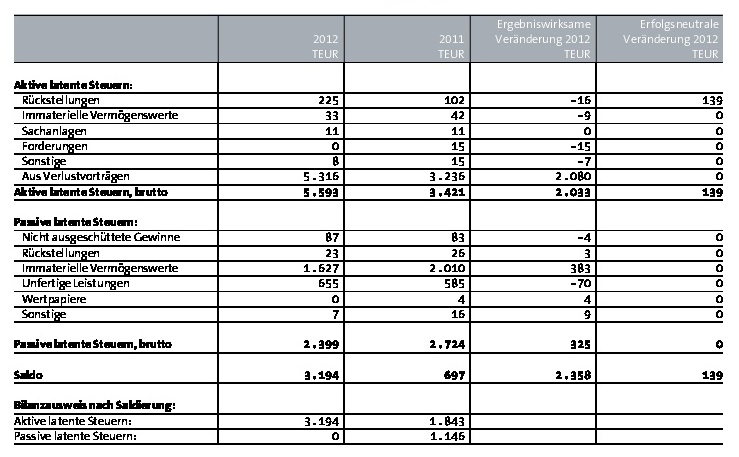 Ergebniswirksame Erfolgsneutrale
2012 2011 Veränderung 2012 Veränderung 2012
TEUR TEUR TEUR TEUR
Aktive latente Steuern:
Rückstellungen 225 102 -16 139
Immaterielle Vermögenswerte 33 42 -9 0
Sachanlagen 11 11 0 0
Forderungen 0 15 -15 0
Sonstige 8 15 -7 0
Aus Verlustvorträgen 5.316 3.236 2.080 0
Aktive latente Steuern, brutto 5.593 3.421 2.033 139
Passive latente Steuern:
Nicht ausgeschüttete Gewinne 87 83 -4 0
Rückstellungen 23 26 3 0
Immaterielle Vermögenswerte 1.627 2.010 383 0
Unfertige Leistungen 655 585 -70 0
Wertpapiere 0 4 4 0
Sonstige 7 16 9 0
Passive latente Steuern, brutto 2.399 2.724 325 0
Saldo 3.194 697 2.358 139
Bilanzausweis nach Saldierung:
Aktive latente Steuern: 3.194 1.843
Passive latente Steuern: 0 1.146